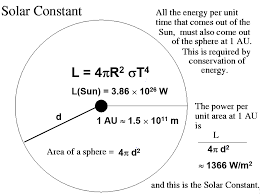 Solar Constant
All the energy per unit
time that comes out of the
Sun, must also come out
of the sphere at 1 AU.
This is required by
conservation of
energy.
L = 4πR² σT⁴
L(Sun) = 3.86 × 10²⁶ W
d
1 AU ≈ 1.5 × 10¹¹ m
Area of a sphere = 4π d²
The power per
unit area at 1 AU
is
L
4π d²
≈ 1366 W/m²
and this is the Solar Constant.